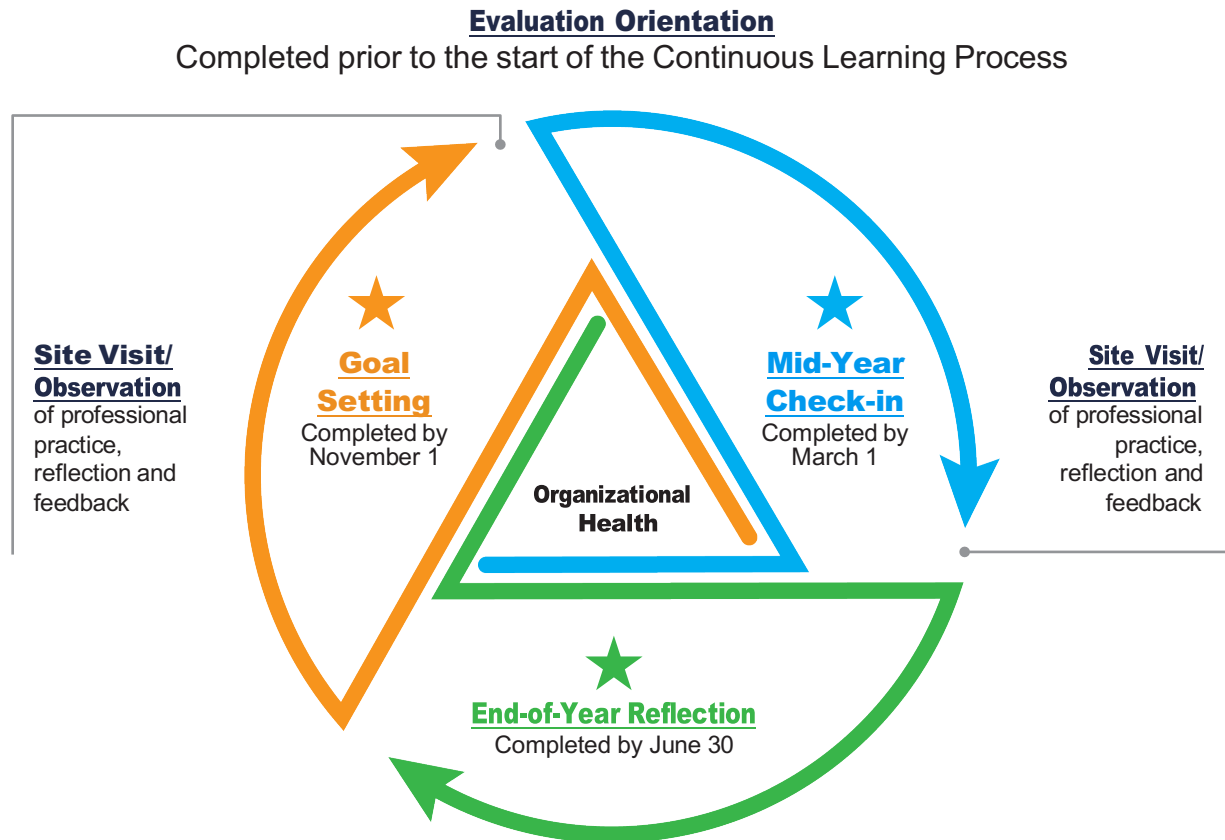 Evaluation Orientation
Completed prior to the start of the Continuous Learning Process
Site Visit/
Observation
of professional
practice,
reflection and
feedback
Goal
Setting
Completed by
November 1
Mid-Year
Check-in
Completed by
March 1
Site Visit/
Observation
of professional
practice,
reflection and
feedback
Organizational
Health
End-of-Year Reflection
Completed by June 30